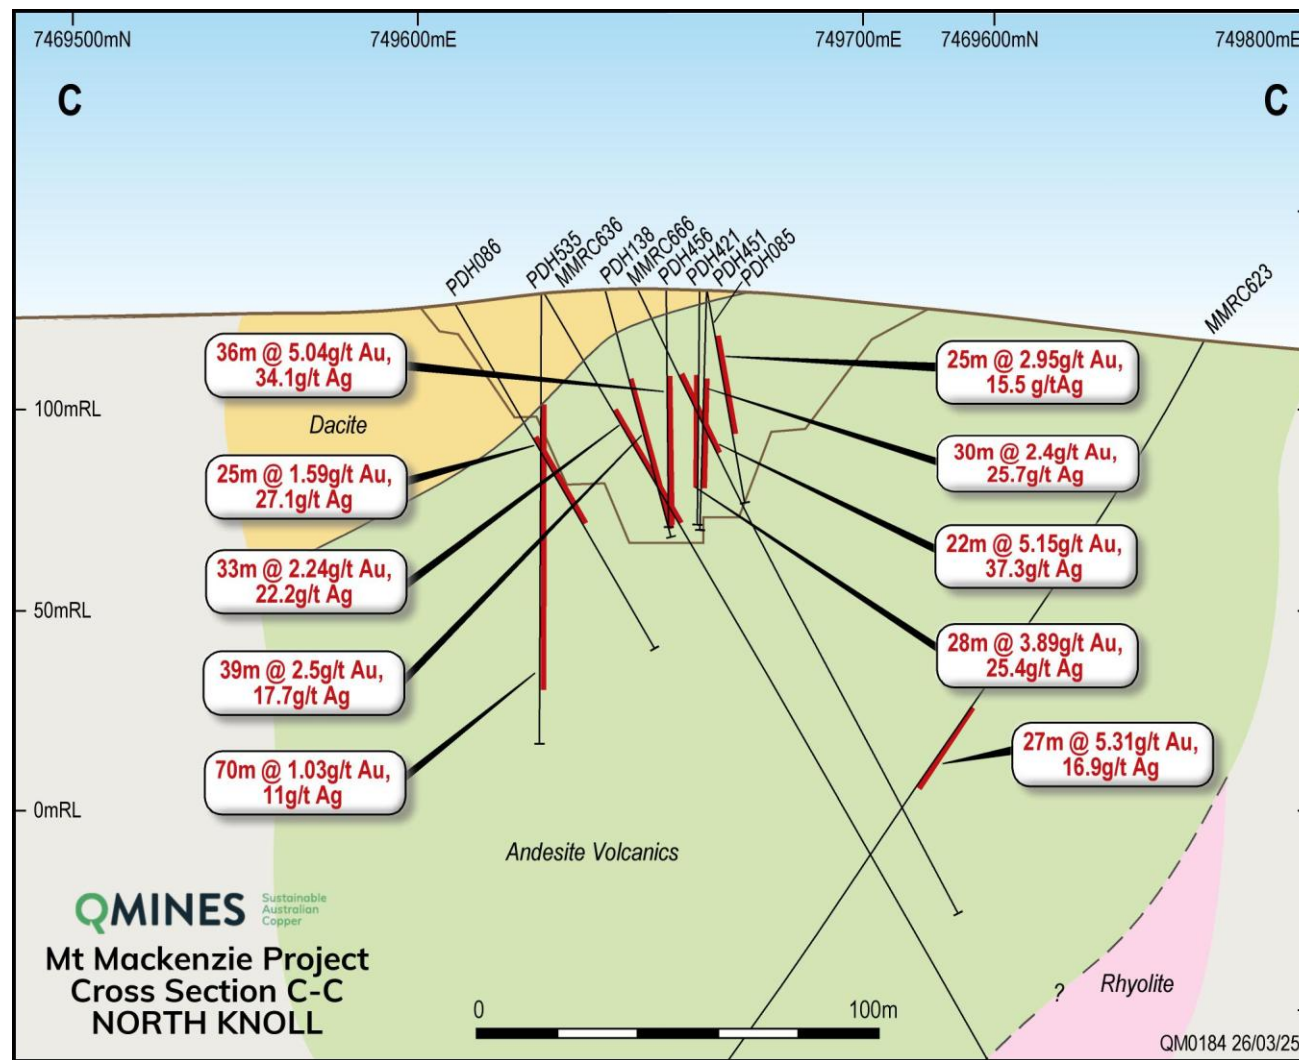 7469500mN
749600mE
749700mE
7469600mN
749800mE
C
C
PDH086
PDH535
MMRC636
PDH138
MMRC666
PDH456
PDH421
PDH451
PDH085
MMRC623
36m @ 5.04g/t Au,
34.1g/t Ag
25m @ 2.95g/t Au,
15.5 g/tAg
100mRL
Dacite
30m @ 2.4g/t Au,
25.7g/t Ag
25m @ 1.59g/t Au,
27.1g/t Ag
22m @ 5.15g/t Au,
37.3g/t Ag
33m @ 2.24g/t Au,
22.2g/t Ag
50mRL
28m @ 3.89g/t Au,
25.4g/t Ag
39m @ 2.5g/t Au,
17.7g/t Ag
27m @ 5.31g/t Au,
16.9g/t Ag
70m @ 1.03g/t Au,
11g/t Ag
0mRL
Andesite Volcanics
QMINES
Sustainable
Australian
Copper
Mt Mackenzie Project
Cross Section C-C
NORTH KNOLL
0
100m
?
Rhyolite
QM0184 26/03/25